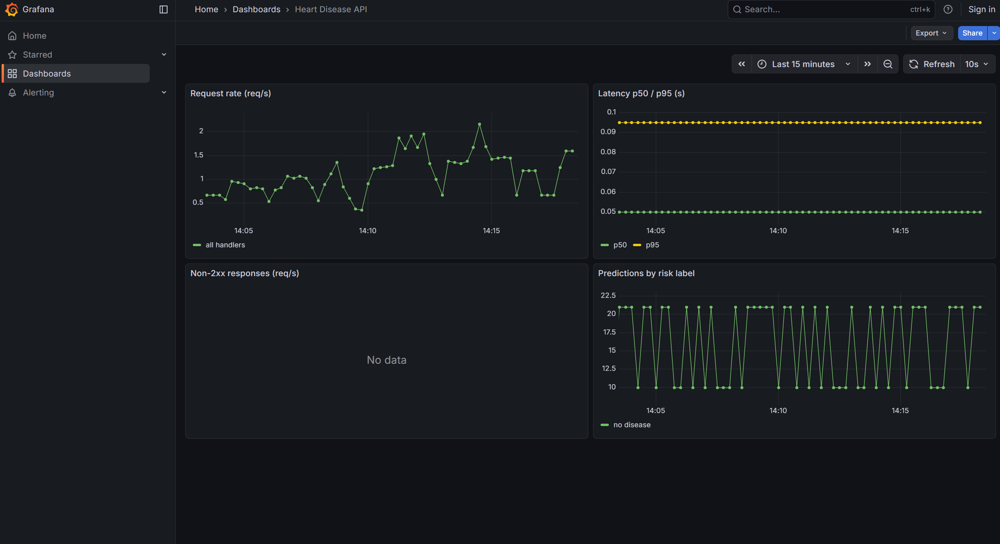 Grafana
Home › Dashboards › Heart Disease API
Search...
ctrl+k
Sign in
Home
Starred
Dashboards
Alerting
Export
Share
Last 15 minutes
Refresh
10s
Request rate (req/s)
2
1.5
1
0.5
14:05
14:10
14:15
all handlers
Latency p50 / p95 (s)
0.1
0.09
0.08
0.07
0.06
0.05
14:05
14:10
14:15
p50
p95
Non-2xx responses (req/s)
No data
Predictions by risk label
22.5
20
17.5
15
12.5
10
14:05
14:10
14:15
no disease